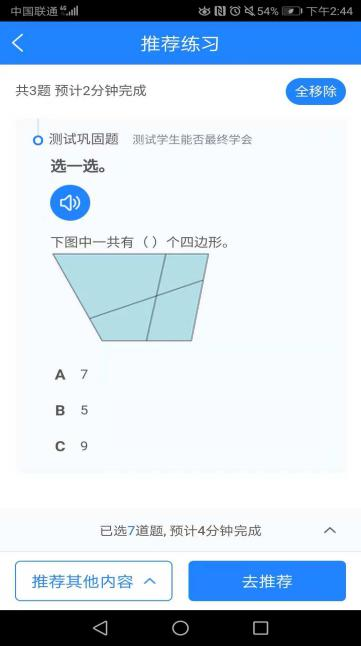 中国联通 54% 下午2:44
推荐练习
共3题 预计2分钟完成 全移除
测试巩固题 测试学生能否最终学会
选一选。
下图中一共有（ ）个四边形。
A 7
B 5
C 9
已选7道题, 预计4分钟完成
推荐其他内容 去推荐